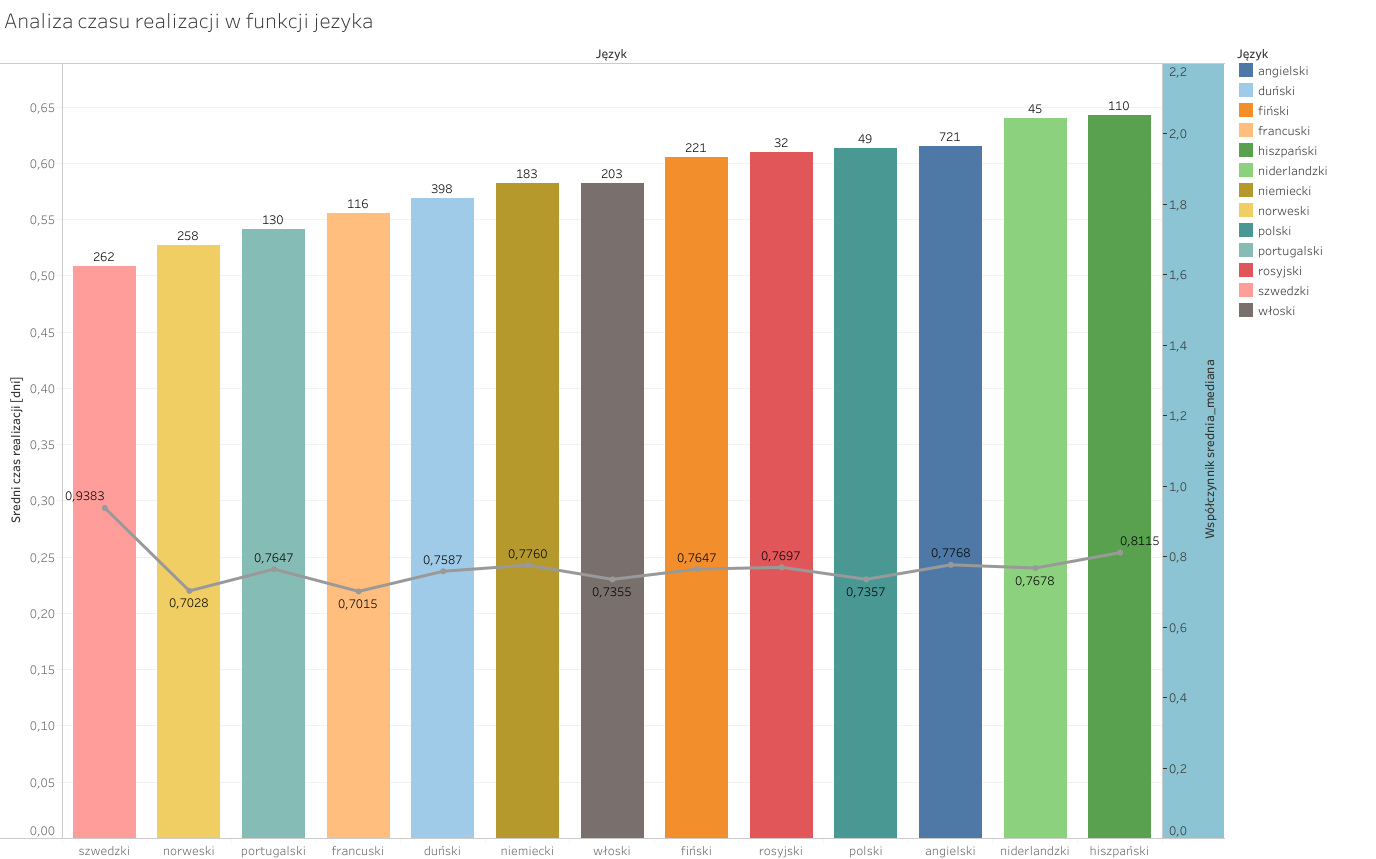 Analiza czasu realizacji w funkcji jezyka
Język
Sredni czas realizacji [dni]
0,65
0,60
0,55
0,50
0,45
0,40
0,35
0,30
0,25
0,20
0,15
0,10
0,05
0,00
262
258
130
116
398
183
203
221
32
49
721
45
110
0,9383
0,7028
0,7647
0,7015
0,7587
0,7760
0,7355
0,7647
0,7697
0,7357
0,7768
0,7678
0,8115
szwedzki
norweski
portugalski
francuski
duński
niemiecki
włoski
fiński
rosyjski
polski
angielski
niderlandzki
hiszpański
2,2
2,0
1,8
1,6
1,4
1,2
1,0
0,8
0,6
0,4
0,2
0,0
Współczynnik srednia_mediana
Język
angielski
duński
fiński
francuski
hiszpański
niderlandzki
niemiecki
norweski
polski
portugalski
rosyjski
szwedzki
włoski